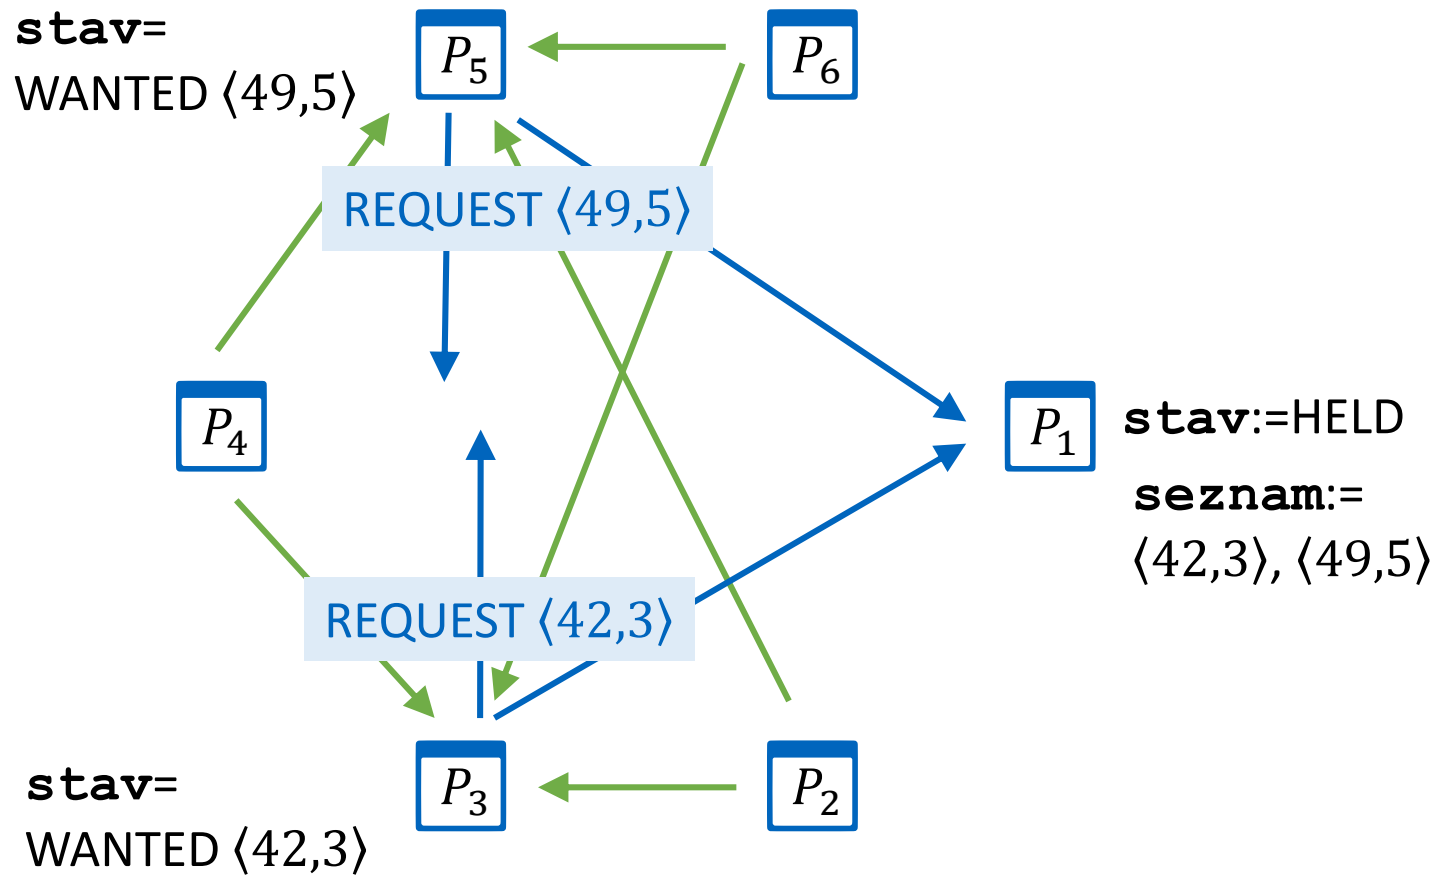 stav=
WANTED ⟨49,5⟩
P₅
P₆
REQUEST ⟨49,5⟩
P₄
P₁
stav:=HELD
seznam:=
⟨42,3⟩, ⟨49,5⟩
REQUEST ⟨42,3⟩
stav=
WANTED ⟨42,3⟩
P₃
P₂